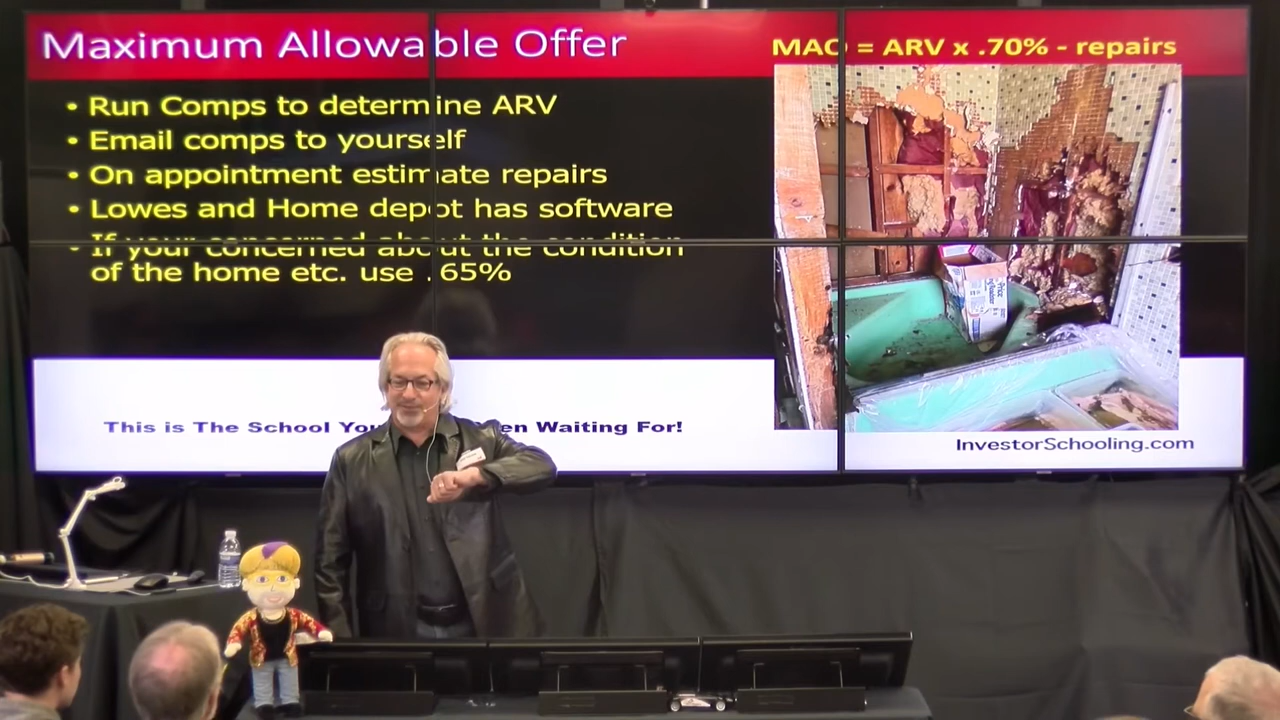 Maximum Allowable Offer
MAO = ARV x .70% - repairs
• Run Comps to determine ARV
• Email comps to yourself
• On appointment estimate repairs
• Lowes and Home depot has software
• If your concerned about the condition
of the home etc. use .65%
This is The School You en Waiting For!
InvestorSchooling.com